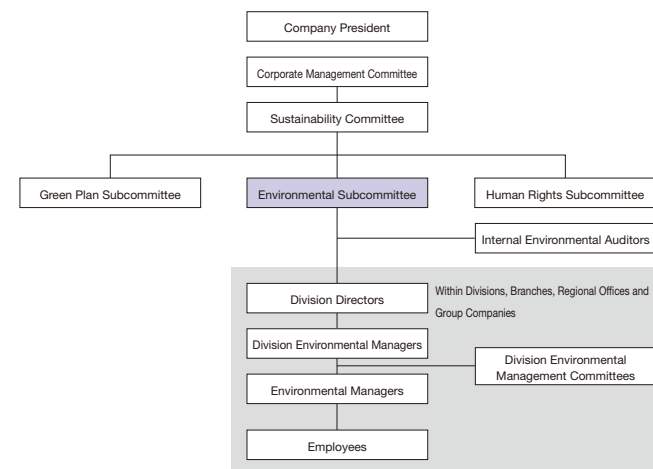 Company President
Corporate Management Committee
Sustainability Committee
Green Plan Subcommittee
Environmental Subcommittee
Human Rights Subcommittee
Internal Environmental Auditors
Division Directors
Within Divisions, Branches, Regional Offices and
Group Companies
Division Environmental Managers
Division Environmental
Management Committees
Environmental Managers
Employees